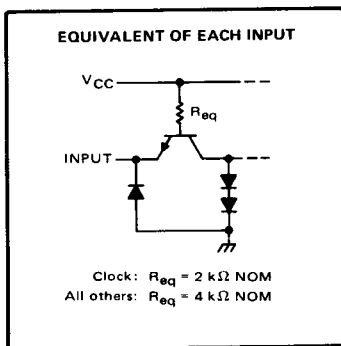 EQUIVALENT OF EACH INPUT
VCC
Req
INPUT
Clock: Req = 2 kΩ NOM
All others: Req = 4 kΩ NOM